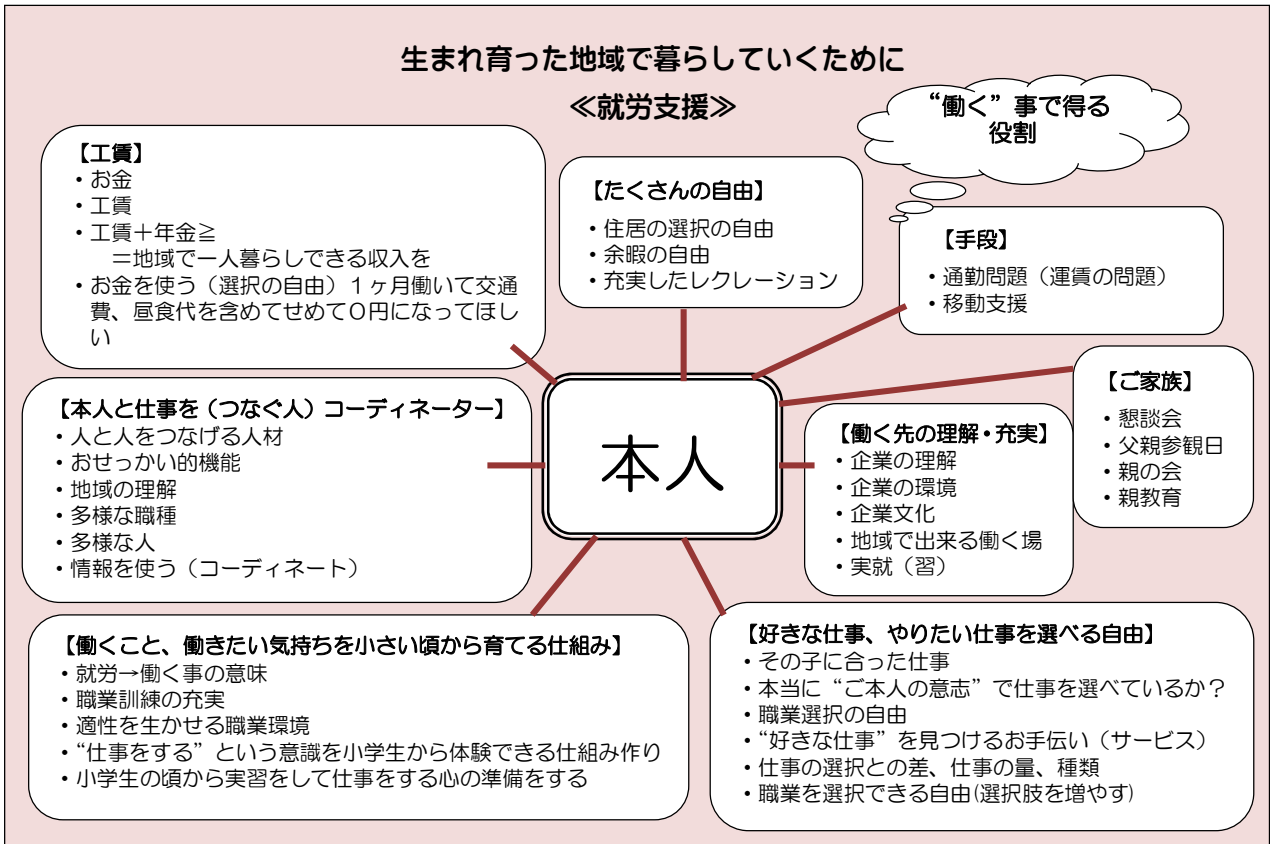 生まれ育った地域で暮らしていくために
≪就労支援≫
“働く”事で得る
役割
【工賃】
・お金
・工賃
・工賃＋年金≧
＝地域で一人暮らしできる収入を
・お金を使う（選択の自由）１ヶ月働いて交通
費、昼食代を含めてせめて０円になってほし
い
【たくさんの自由】
・住居の選択の自由
・余暇の自由
・充実したレクレーション
【手段】
・通勤問題（運賃の問題）
・移動支援
【ご家族】
・懇談会
・父親参観日
・親の会
・親教育
【本人と仕事を（つなぐ人）コーディネーター】
・人と人をつなげる人材
・おせっかい的機能
・地域の理解
・多様な職種
・多様な人
・情報を使う（コーディネート）
本人
【働く先の理解・充実】
・企業の理解
・企業の環境
・企業文化
・地域で出来る働く場
・実就（習）
【働くこと、働きたい気持ちを小さい頃から育てる仕組み】
・就労→働く事の意味
・職業訓練の充実
・適性を生かせる職業環境
・“仕事をする”という意識を小学生から体験できる仕組み作り
・小学生の頃から実習をして仕事をする心の準備をする
【好きな仕事、やりたい仕事を選べる自由】
・その子に合った仕事
・本当に“ご本人の意志”で仕事を選べているか？
・職業選択の自由
・“好きな仕事”を見つけるお手伝い（サービス）
・仕事の選択との差、仕事の量、種類
・職業を選択できる自由(選択肢を増やす)